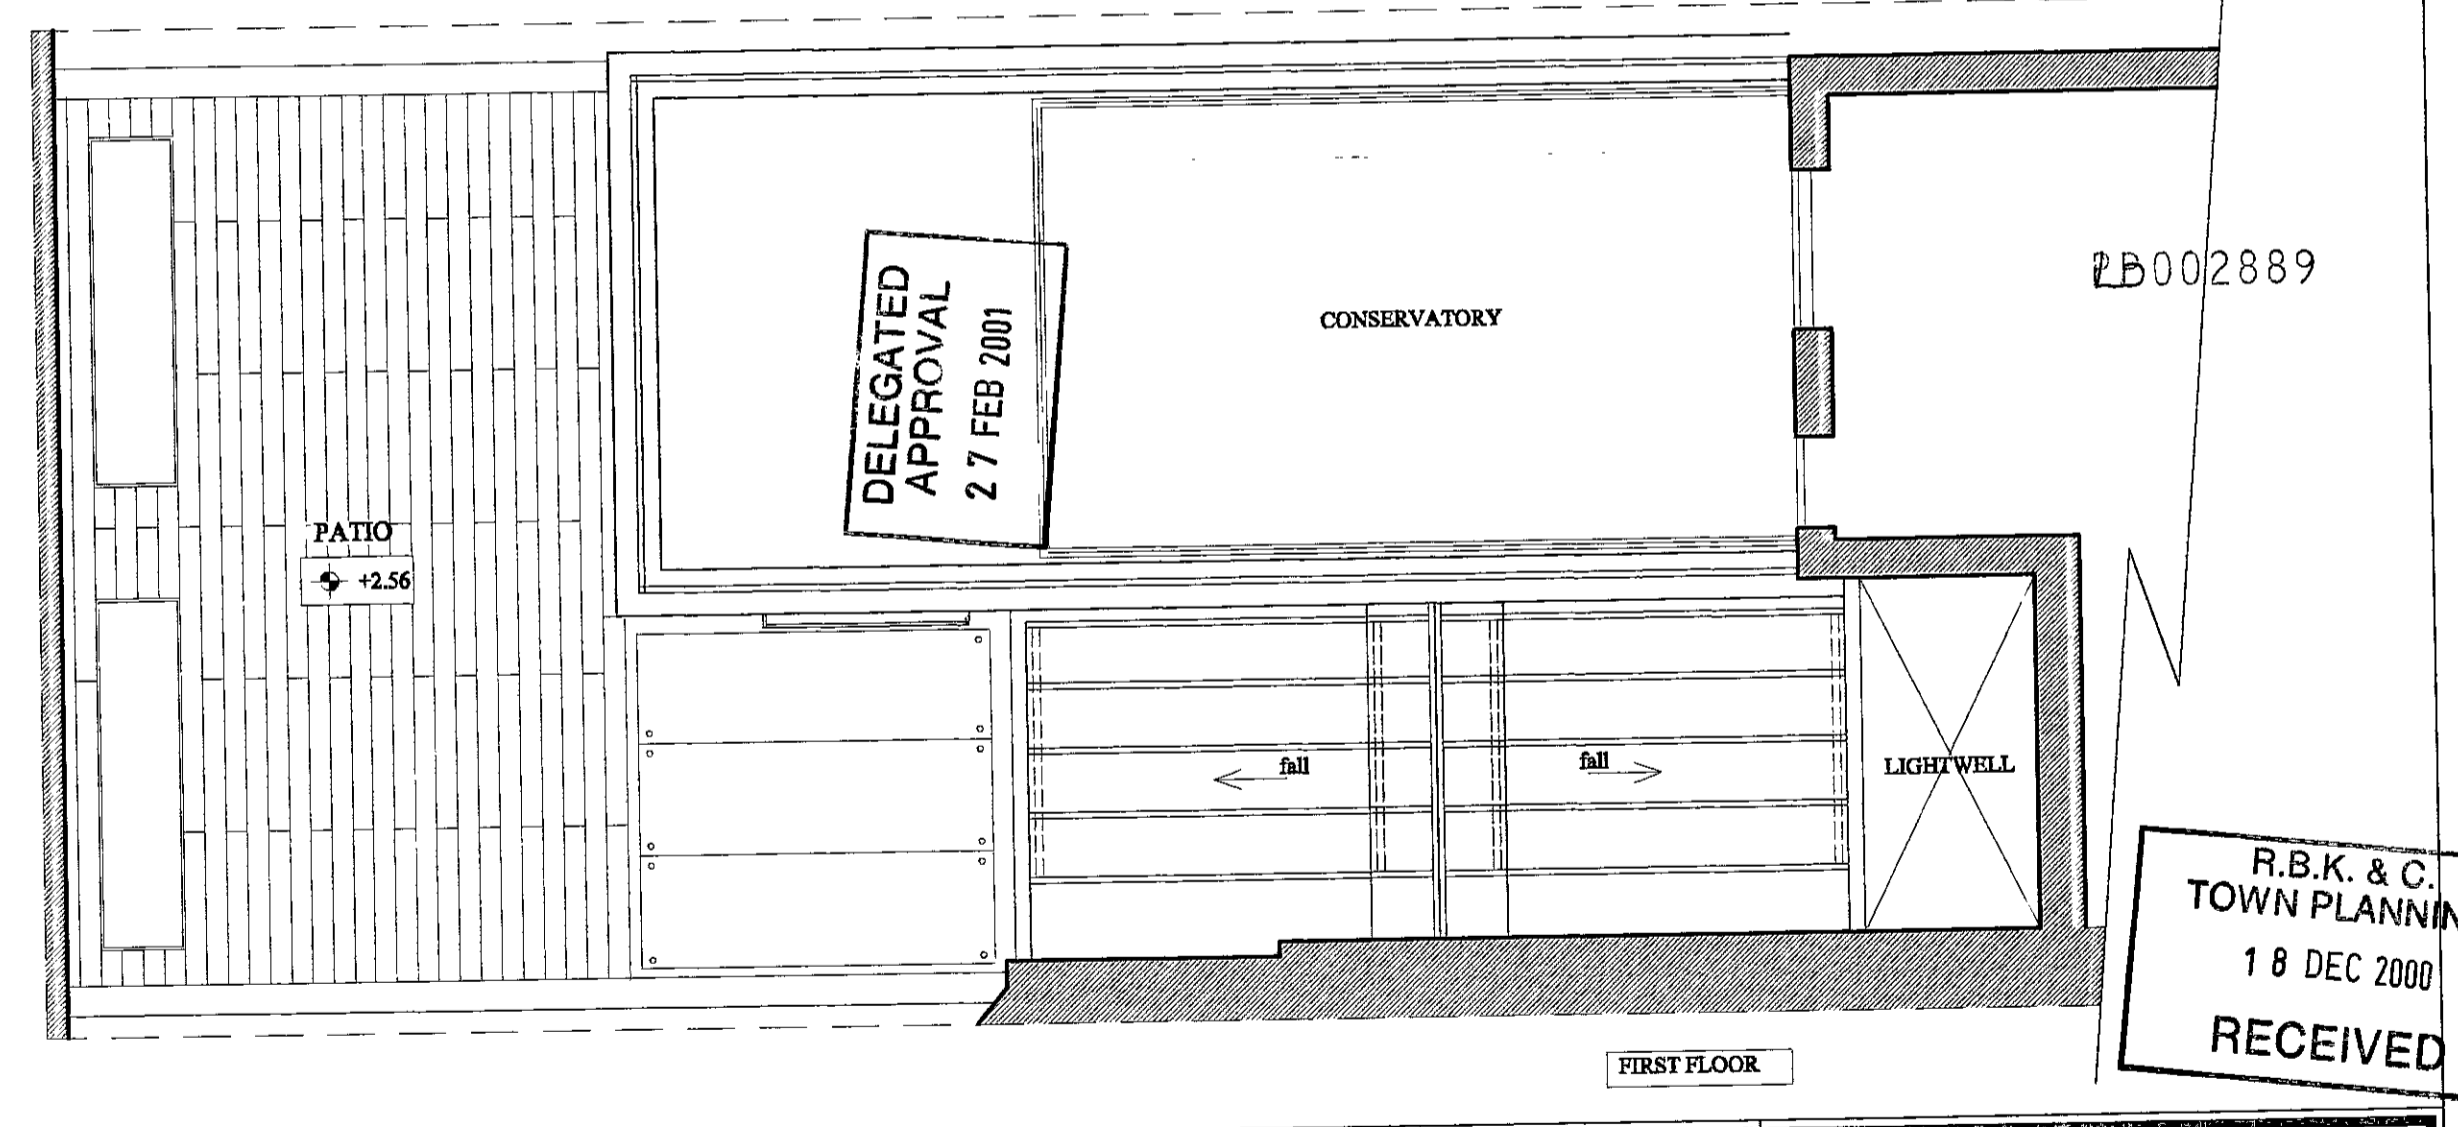 DELEGATED
APPROVAL
27 FEB 2001
CONSERVATORY
002889
PATIO
+2.56
fall
fall
LIGHTWELL
R.B.K. & C.
TOWN PLANNIN
18 DEC 2000
RECEIVED
FIRST FLOOR